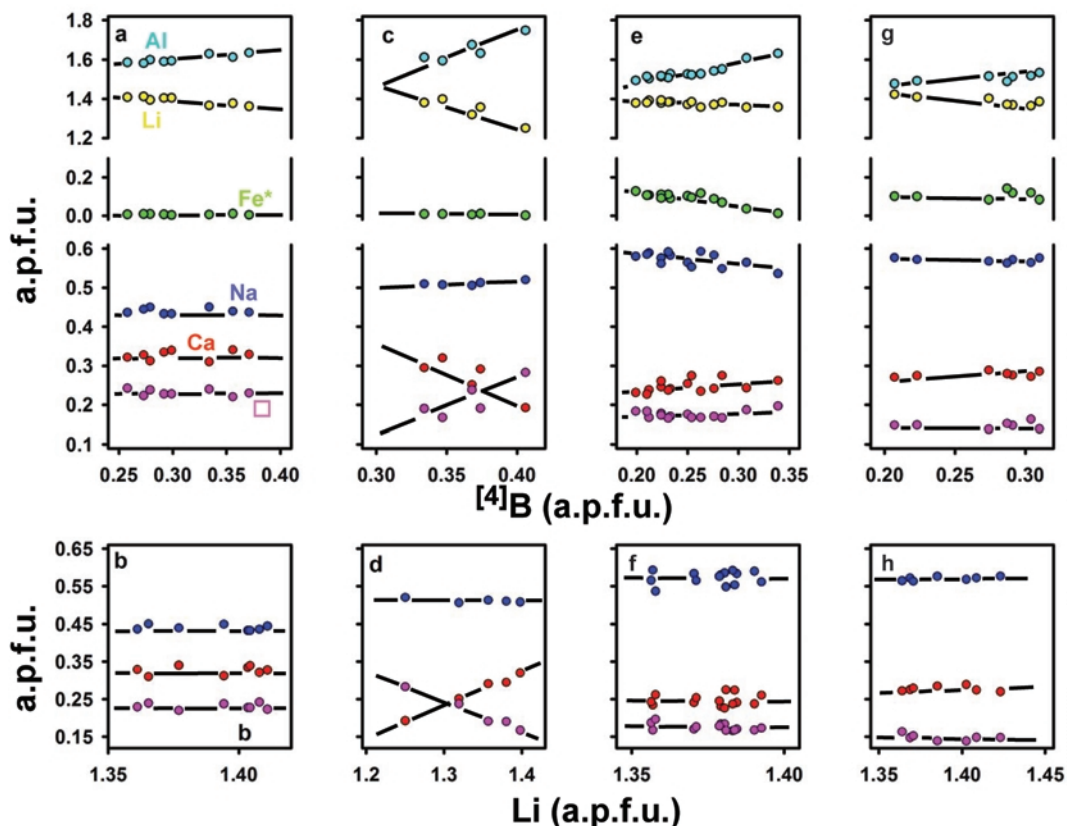 a c e g
Al
Li
Fe*
Na
Ca
1.8
1.6
1.4
1.2
0.2
0.0
0.6
0.5
0.4
0.3
0.2
0.1
a.p.f.u.
0.25 0.30 0.35 0.40 0.30 0.35 0.40 0.20 0.25 0.30 0.35 0.20 0.25 0.30
[4]B (a.p.f.u.)
b d f h
0.65
0.55
0.45
0.35
0.25
0.15
a.p.f.u.
b
1.35 1.40 1.2 1.3 1.4 1.35 1.40 1.35 1.40 1.45
Li (a.p.f.u.)